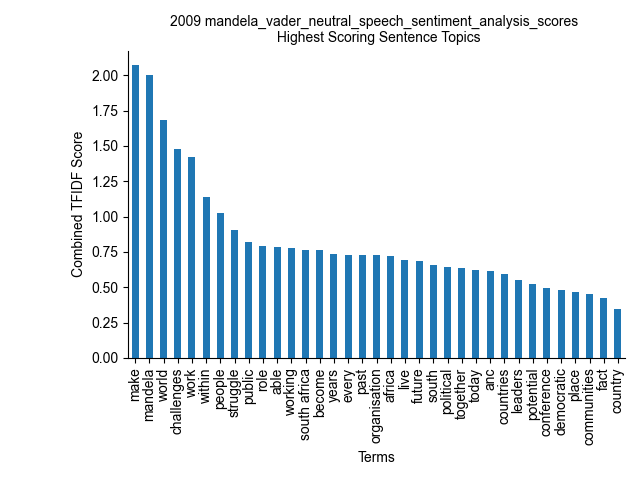 2009 mandela_vader_neutral_speech_sentiment_analysis_scores
Highest Scoring Sentence Topics
Combined TFIDF Score
2.00
1.75
1.50
1.25
1.00
0.75
0.50
0.25
0.00
make
mandela
world
challenges
work
within
people
struggle
public
role
able
working
south africa
become
years
every
past
organisation
africa
live
future
south
political
together
today
anc
countries
leaders
potential
conference
democratic
place
communities
fact
country
Terms